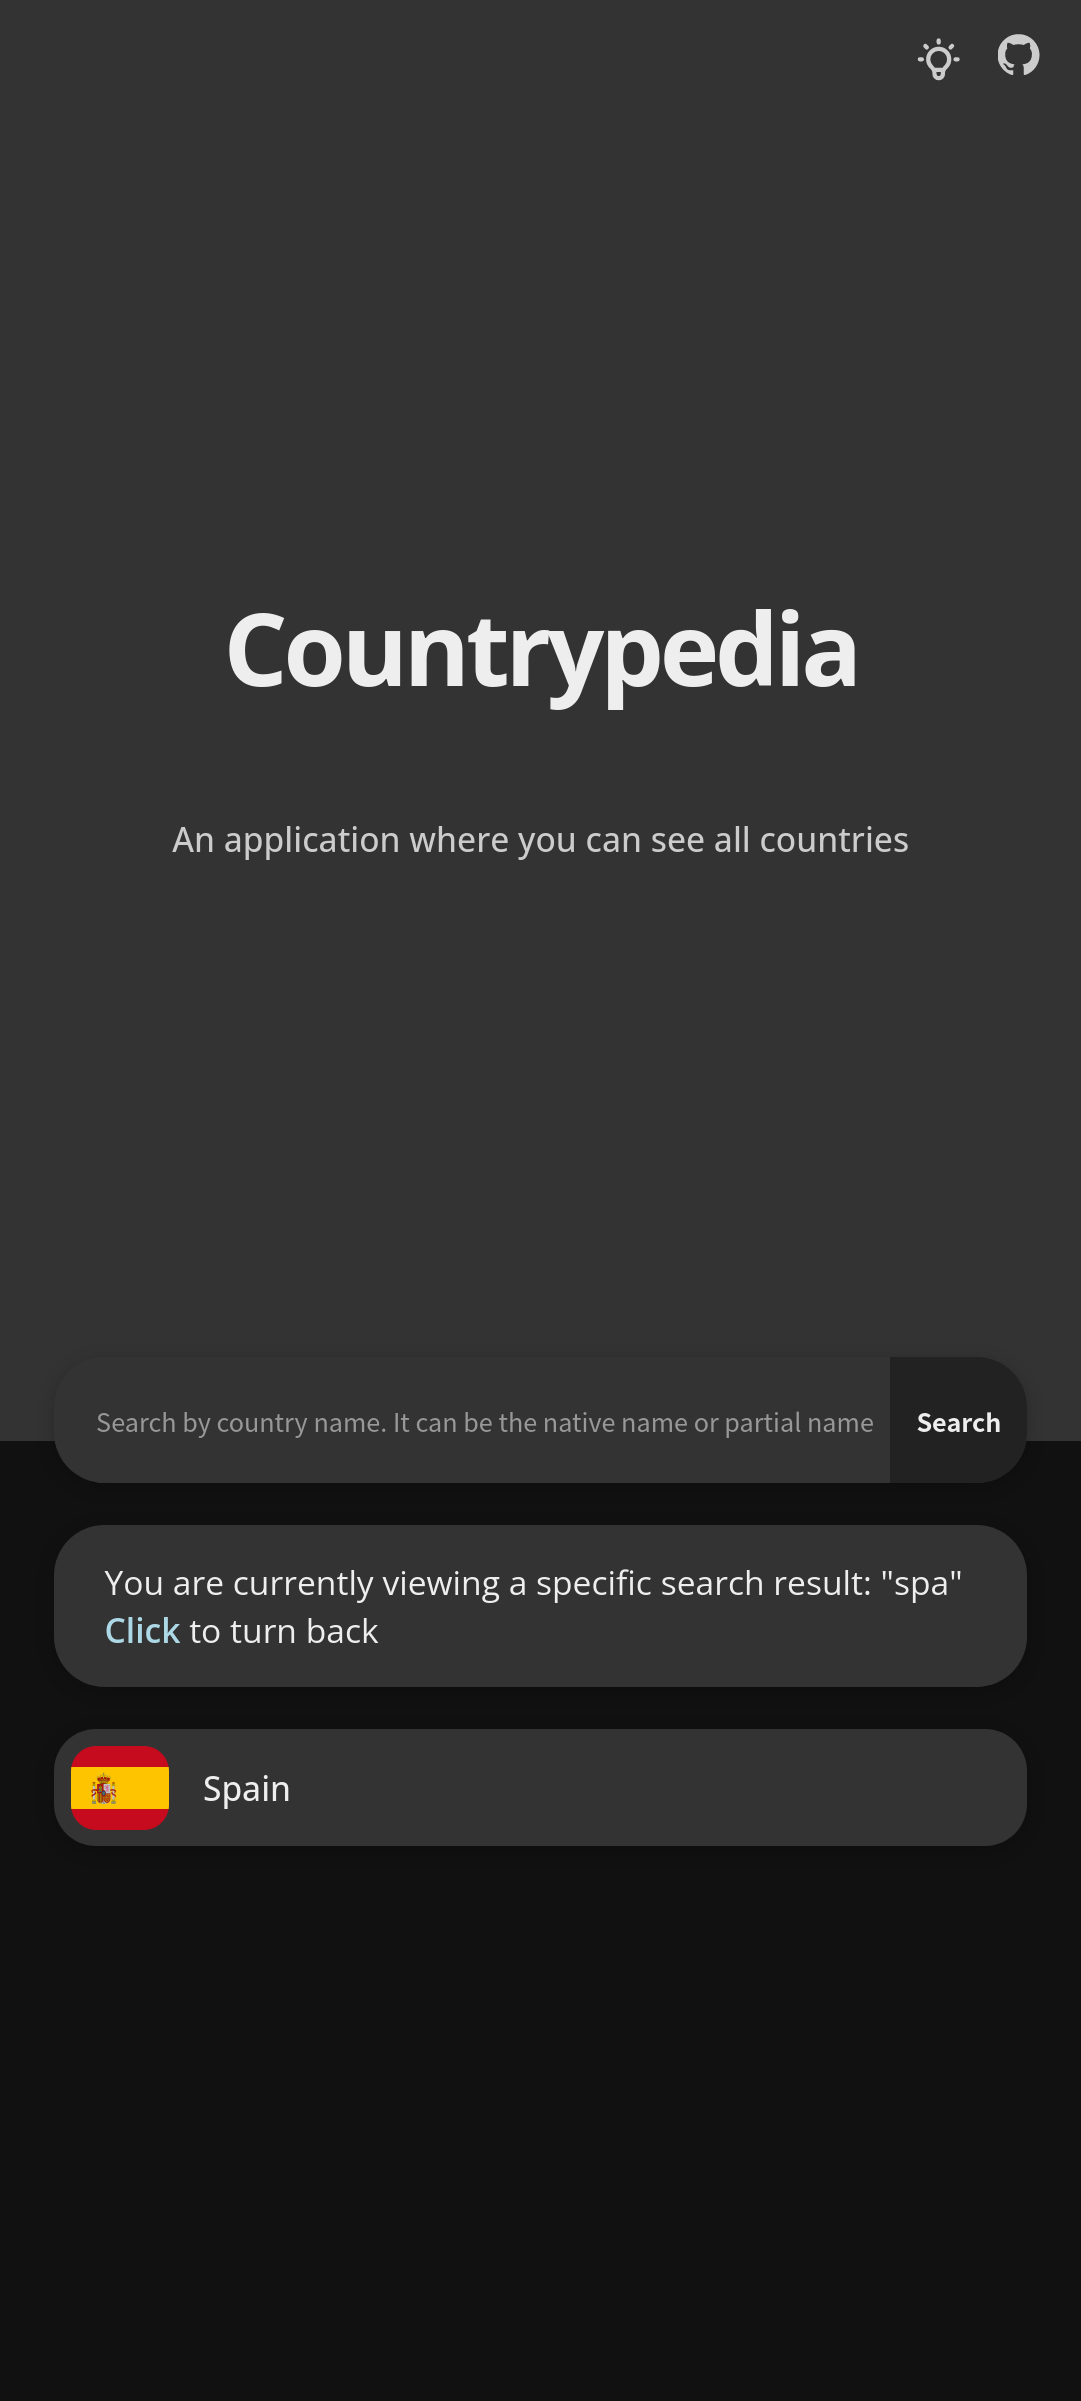 Countrypedia
An application where you can see all countries
Search by country name. It can be the native name or partial name
Search
You are currently viewing a specific search result: "spa"
Click to turn back
Spain